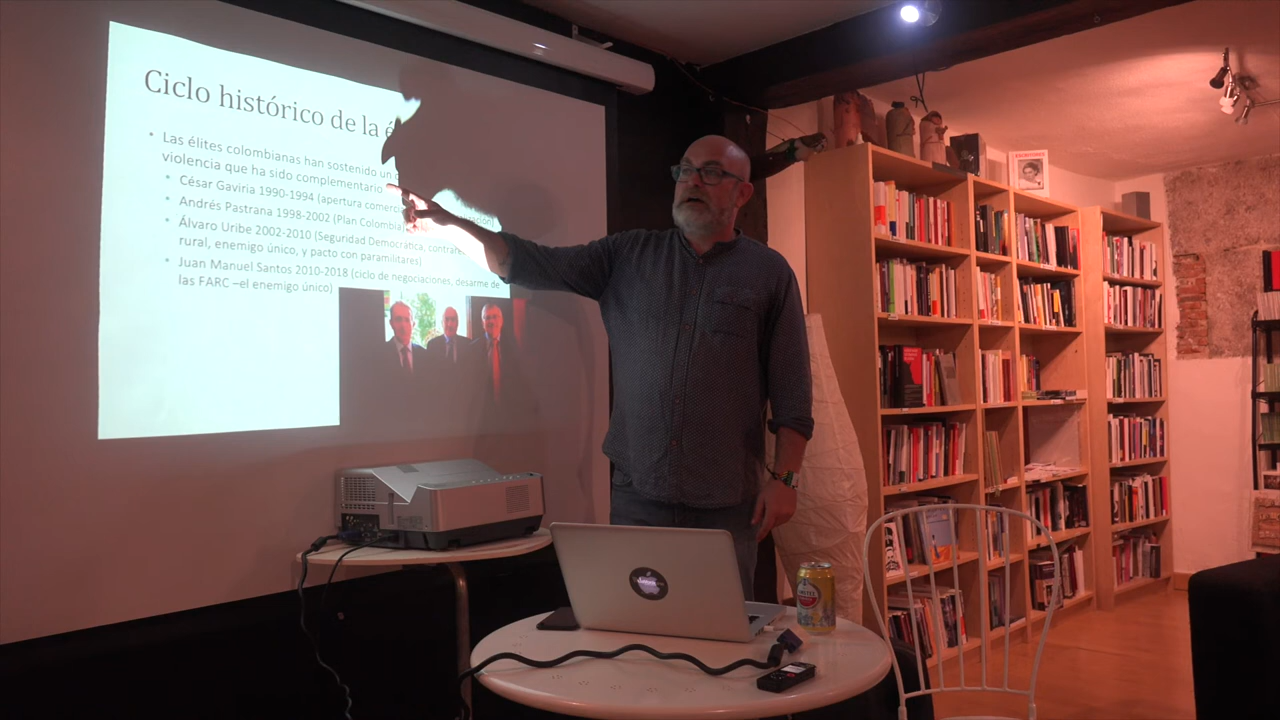 Ciclo histórico de la é
• Las élites colombianas han sostenido un
violencia que ha sido complementario
• César Gaviria 1990-1994 (apertura comerci
• Andrés Pastrana 1998-2002 (Plan Colombia)
• Álvaro Uribe 2002-2010 (Seguridad Democrática,
rural, enemigo único, y pacto con paramilitares)
• Juan Manuel Santos 2010-2018 (ciclo de negociaciones, desarme de
las FARC –el enemigo único)